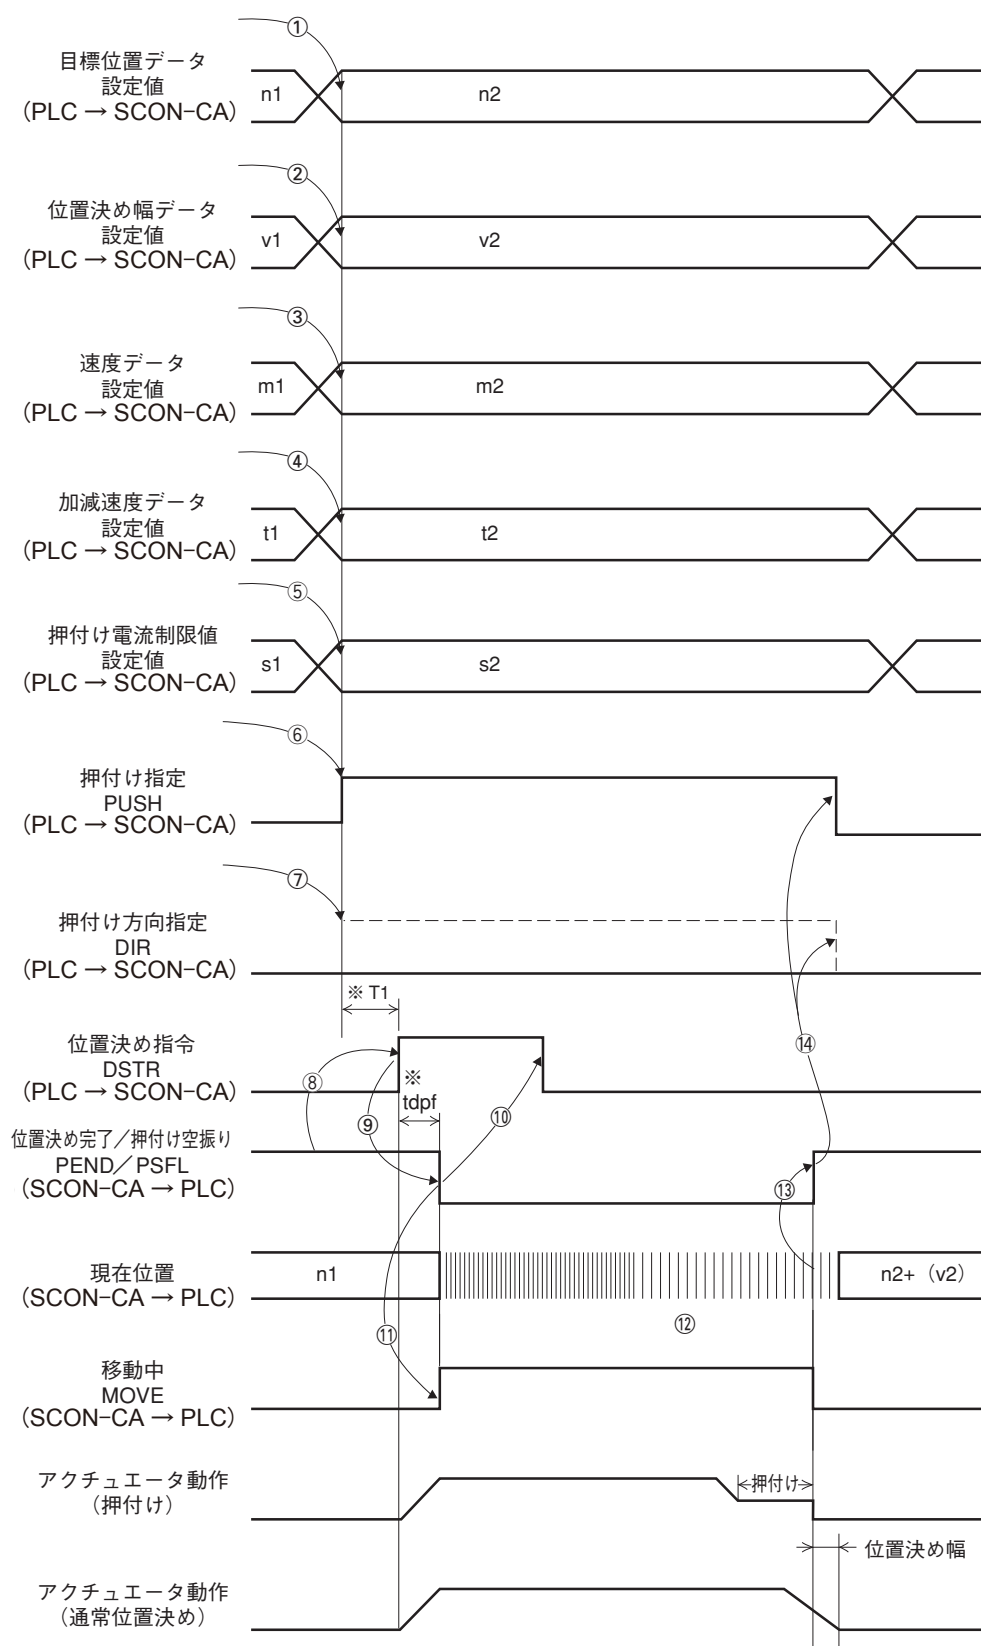 ①
目標位置データ
設定値
(PLC → SCON-CA)
n1
n2
②
位置決め幅データ
設定値
(PLC → SCON-CA)
v1
v2
③
速度データ
設定値
(PLC → SCON-CA)
m1
m2
④
加減速度データ
設定値
(PLC → SCON-CA)
t1
t2
⑤
押付け電流制限値
設定値
(PLC → SCON-CA)
s1
s2
⑥
押付け指定
PUSH
(PLC → SCON-CA)
⑦
押付け方向指定
DIR
(PLC → SCON-CA)
※ T1
位置決め指令
DSTR
(PLC → SCON-CA)
⑧
※
tdpf
⑨
⑩
⑭
位置決め完了／押付け空振り
PEND／PSFL
(SCON-CA → PLC)
⑬
現在位置
(SCON-CA → PLC)
n1
n2+（v2）
⑪
⑫
移動中
MOVE
(SCON-CA → PLC)
アクチュエータ動作
（押付け）
押付け
位置決め幅
アクチュエータ動作
（通常位置決め）